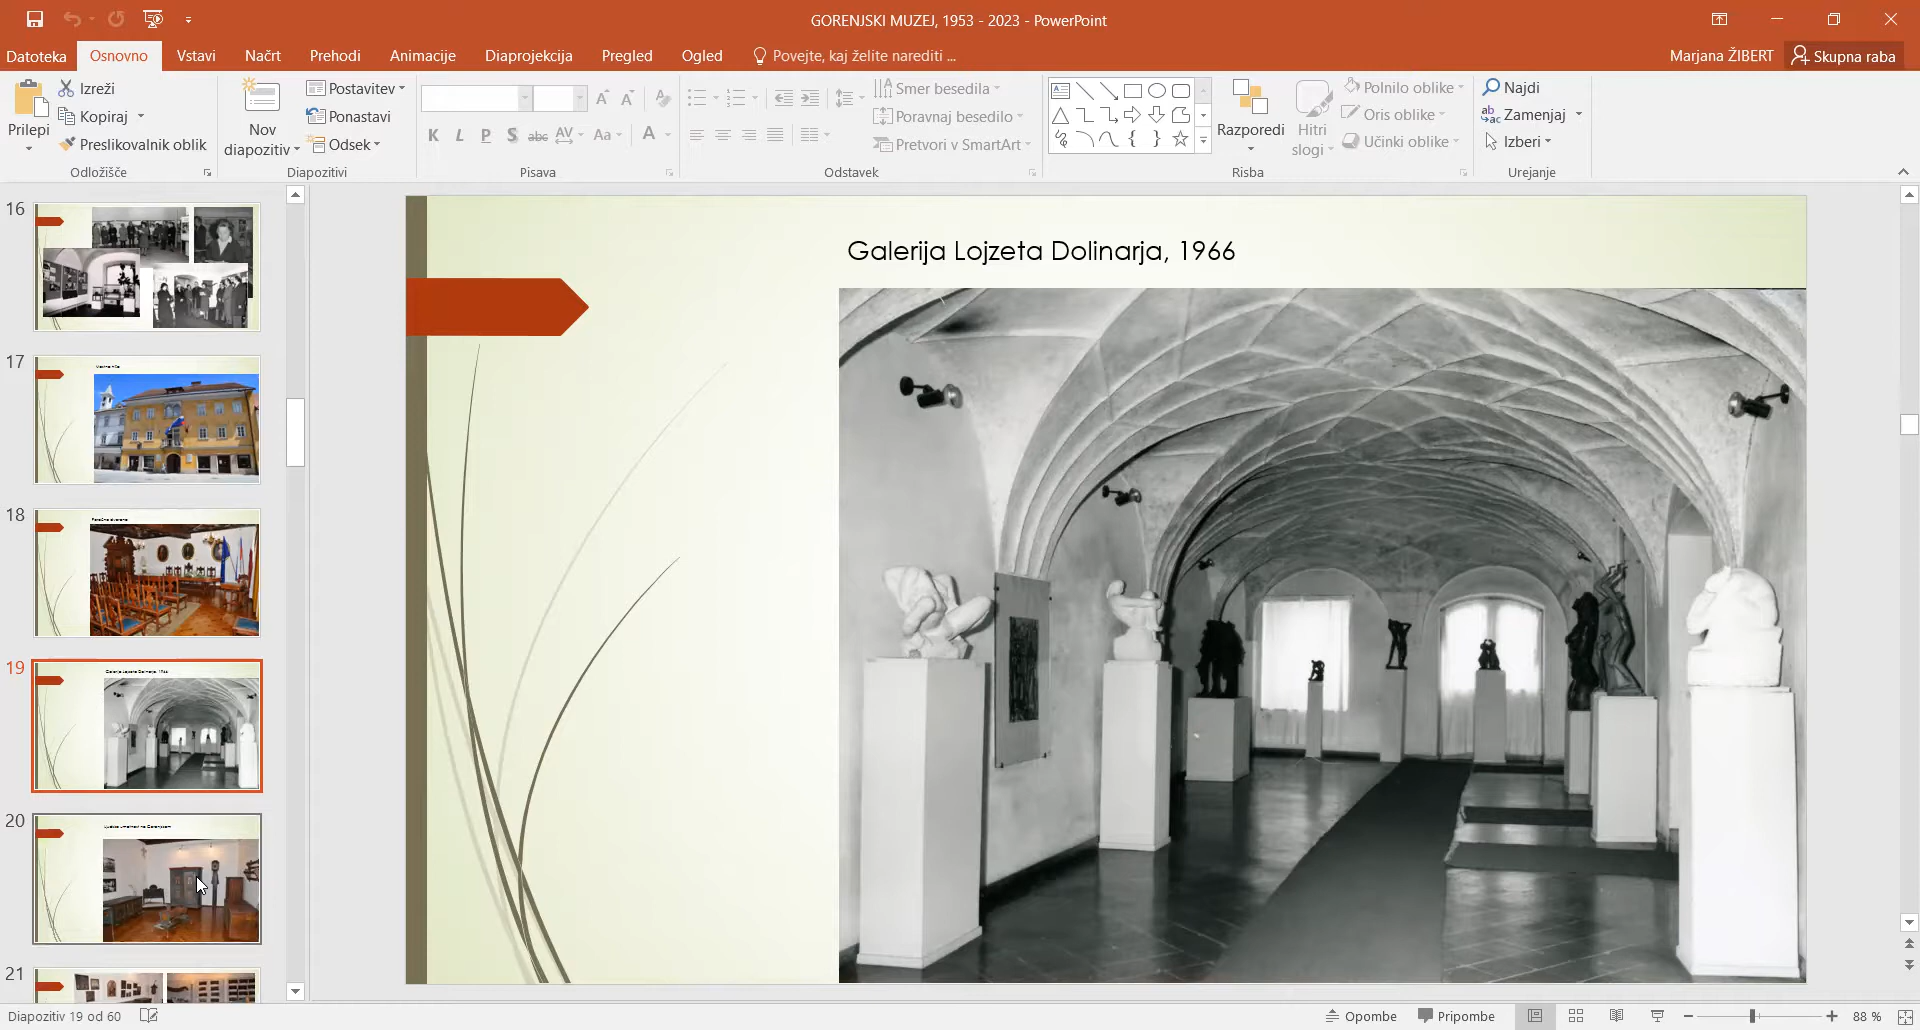 GORENJSKI MUZEJ, 1953 - 2023 - PowerPoint
Datoteka Osnovno Vstavi Načrt Prehodi Animacije Diaprojekcija Pregled Ogled Povejte, kaj želite narediti ... Marjana ŽIBERT Skupna raba
Prilepi
Izreži
Kopiraj
Preslikovalnik oblik
Odložišče
Nov
diapozitiv
Postavitev
Ponastavi
Odsek
Diapozitivi
K L P S abc AV Aa A
Pisava
Smer besedila
Poravnaj besedilo
Pretvori v SmartArt
Odstavek
Razporedi
Hitri
slogi
Polnilo oblike
Oris oblike
Učinki oblike
Risba
Najdi
Zamenjaj
Izberi
Urejanje
16
17
18
19
20
21
Galerija Lojzeta Dolinarja, 1966
Diapozitiv 19 od 60 Opombe Pripombe 88 %